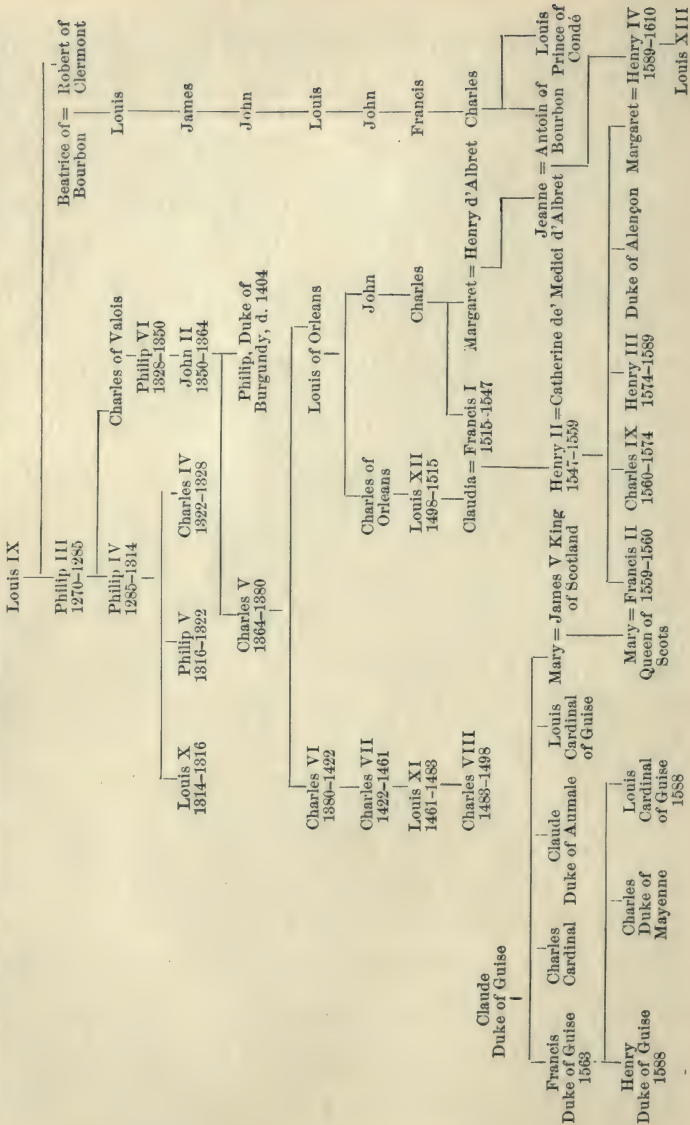 Louis IX
Philip III
1270–1285
Beatrice of = Robert of
Bourbon Clermont
Philip IV
1285–1314
Charles of Valois
Louis
Louis X
1314–1316
Philip V
1316–1322
Charles IV
1322–1328
Philip VI
1328–1350
James
John II
1350–1364
John
Charles V
1364–1380
Philip, Duke of
Burgundy, d. 1404
Charles VI
1380–1422
Louis of Orleans
Louis
Charles VII
1422–1461
Charles of
Orleans
John
John
Louis XI
1461–1483
Louis XII
1498–1515
Charles
Francis
Charles VIII
1483–1498
Claudia = Francis I
1515–1547
Margaret = Henry d'Albret
Charles
Claude
Duke of Guise
Francis
Duke of Guise
1563
Charles
Cardinal
Claude
Duke of Aumale
Louis
Cardinal
of Guise
Mary = James V King
of Scotland
Henry II = Catherine de' Medici
1547–1559
Jeanne = Antoin of
d'Albret Bourbon
Louis
Prince of
Condé
Henry
Duke of Guise
1588
Charles
Duke of
Mayenne
Louis
Cardinal
of Guise
1588
Mary = Francis II
Queen of 1559–1560
Scots
Charles IX
1560–1574
Henry III
1574–1589
Duke of Alençon
Margaret = Henry IV
1589–1610
Louis XIII